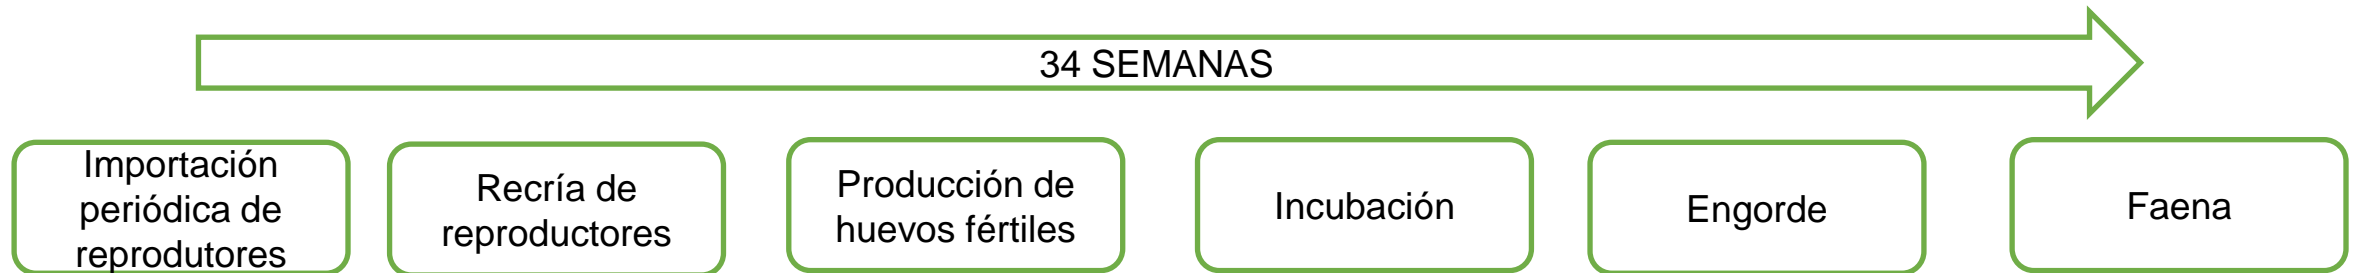 34 SEMANAS
Importación
periódica de
reprodutores
Recría de
reproductores
Producción de
huevos fértiles
Incubación
Engorde
Faena